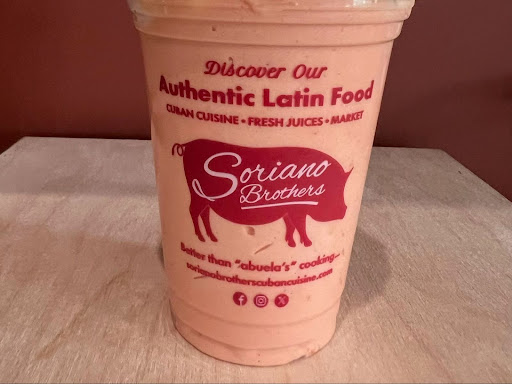 Discover Our
Authentic Latin Food
CUBAN CUISINE • FRESH JUICES • MARKET
Soriano
Brothers
Better than "abuela's" cooking...
sorianobrotherscubancuisine.com